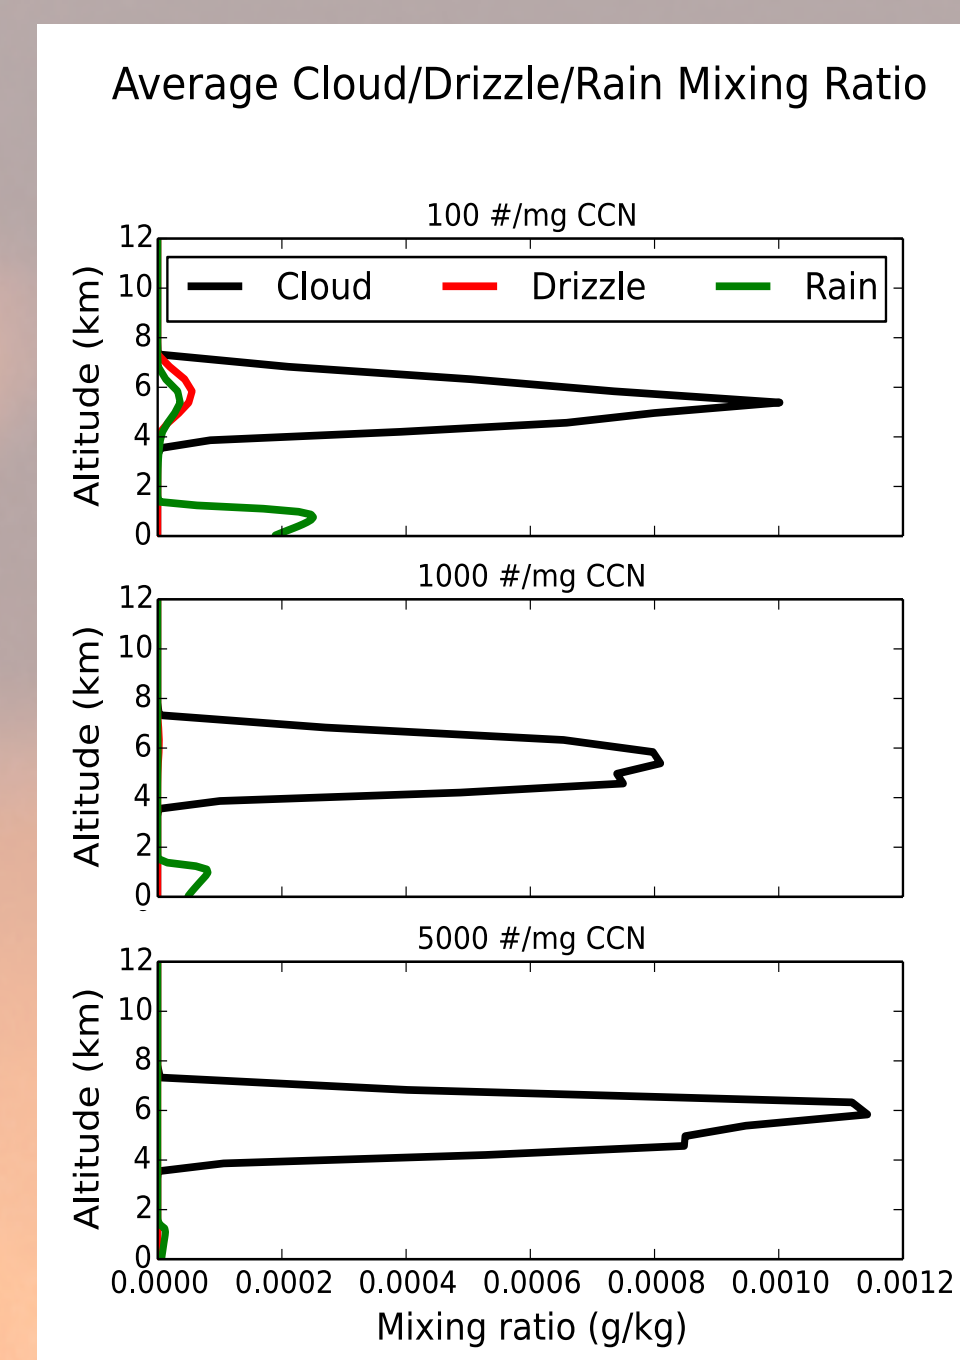 Average Cloud/Drizzle/Rain Mixing Ratio
100 #/mg CCN
12
10
8
6
4
2
0
Altitude (km)
Cloud Drizzle Rain
1000 #/mg CCN
12
10
8
6
4
2
0
Altitude (km)
5000 #/mg CCN
12
10
8
6
4
2
0
Altitude (km)
0.0000 0.0002 0.0004 0.0006 0.0008 0.0010 0.0012
Mixing ratio (g/kg)